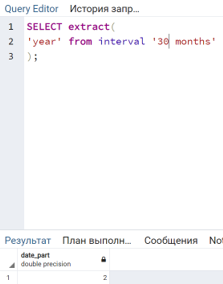 Query Editor История запр...
1 SELECT extract(
2 'year' from interval '30 months'
3 );
Результат План выполн... Сообщения Not
date_part
double precision
1 2